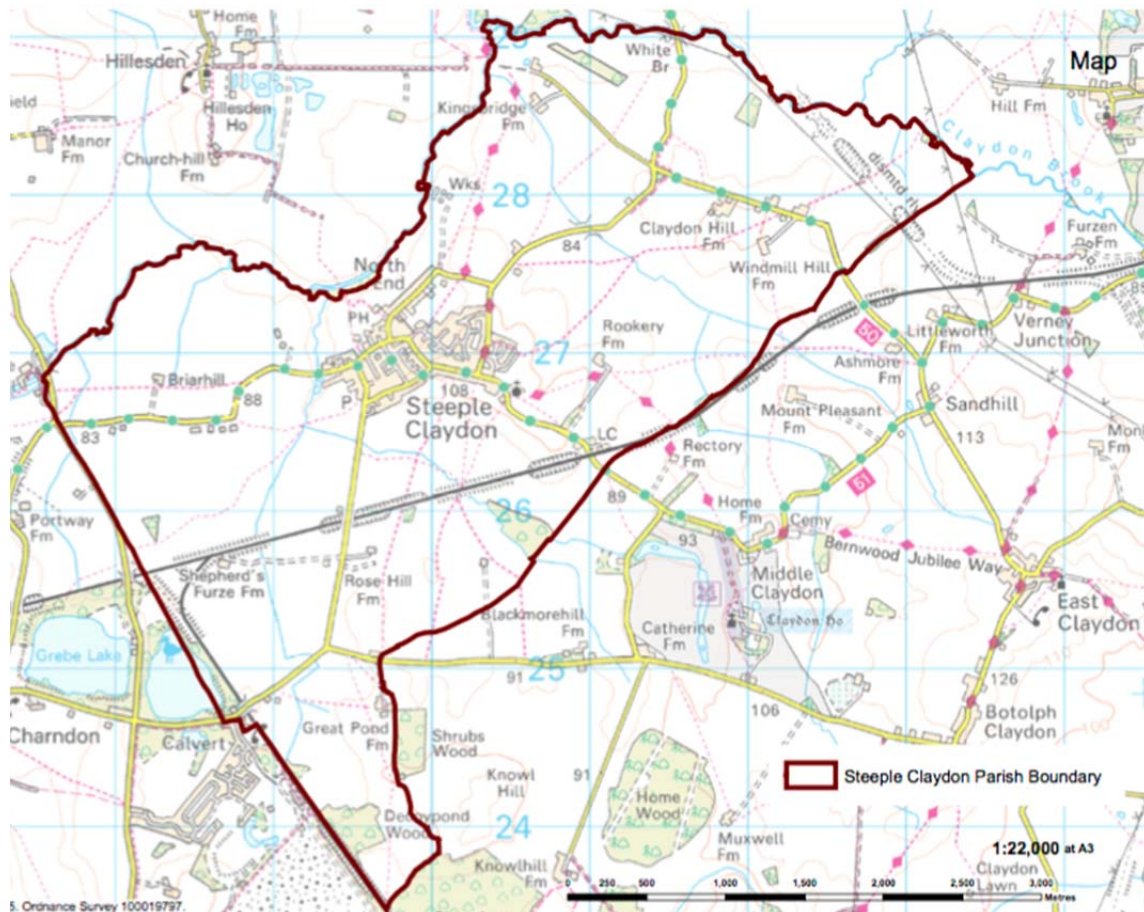 Home
Fm
Hillesden
29
White
Br
Map
Hillesden
Ho
Kingsbridge
Fm
Hill Fm
Manor
Fm
Church-hill
Fm
Claydon Brook
dismtd rly
Wks
28
Claydon Hill
Fm
Furzen
Fm
84
Windmill Hill
Fm
North
End
PH
Rookery
Fm
50
Littleworth
Fm
Verney
Junction
27
Ashmore
Fm
Briarhill
88
108
P
Steeple
Claydon
Mount Pleasant
Fm
Sandhill
83
LC
113
Rectory
Fm
51
89
26
Home
Fm
Cemy
Portway
Fm
93
Bernwood Jubilee Way
Shepherd's
Furze Fm
Rose Hill
Fm
Middle
Claydon
Claydon Ho
East
Claydon
Blackmorehill
Fm
Catherine
Fm
Grebe Lake
25
91
126
106
Charndon
Great Pond
Fm
Botolph
Claydon
Calvert
Shrubs
Wood
Steeple Claydon Parish Boundary
Knowl
Hill
91
Home
Wood
Decoypond
Wood
24
Muxwell
Fm
1:22,000 at A3
Knowlhill
Fm
Claydon
Lawn
0 250 500 1,000 1,500 2,000 2,500 3,000
Metres
5. Ordnance Survey 100019797.